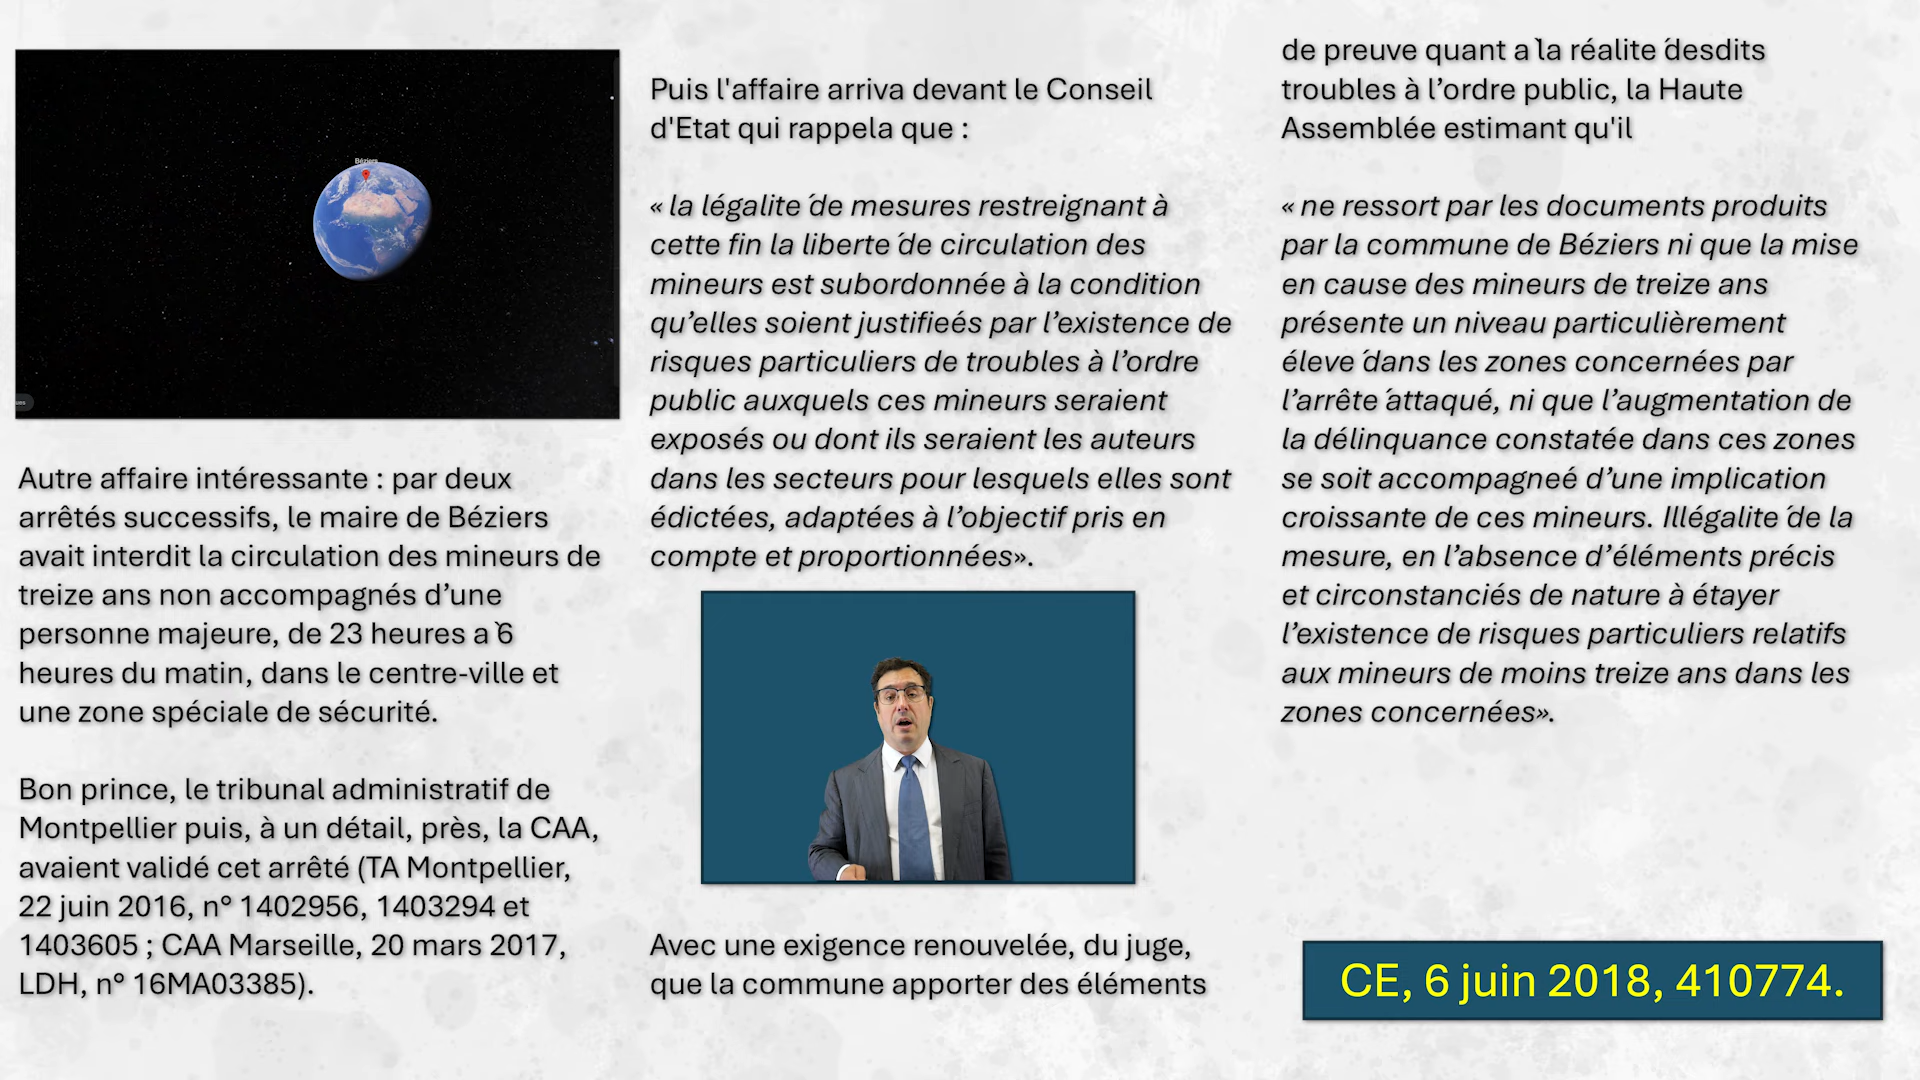 Béziers
ues
Autre affaire intéressante : par deux
arrêtés successifs, le maire de Béziers
avait interdit la circulation des mineurs de
treize ans non accompagnés d’une
personne majeure, de 23 heures a ̀6
heures du matin, dans le centre-ville et
une zone spéciale de sécurité.
Bon prince, le tribunal administratif de
Montpellier puis, à un détail, près, la CAA,
avaient validé cet arrêté (TA Montpellier,
22 juin 2016, n° 1402956, 1403294 et
1403605 ; CAA Marseille, 20 mars 2017,
LDH, n° 16MA03385).
Puis l'affaire arriva devant le Conseil
d'Etat qui rappela que :
« la légalite ́de mesures restreignant à
cette fin la liberte ́de circulation des
mineurs est subordonnée à la condition
qu’elles soient justifieés par l’existence de
risques particuliers de troubles à l’ordre
public auxquels ces mineurs seraient
exposés ou dont ils seraient les auteurs
dans les secteurs pour lesquels elles sont
édictées, adaptées à l’objectif pris en
compte et proportionnées».
Avec une exigence renouvelée, du juge,
que la commune apporter des éléments
de preuve quant a ̀la réalite ́desdits
troubles à l’ordre public, la Haute
Assemblée estimant qu'il
« ne ressort par les documents produits
par la commune de Béziers ni que la mise
en cause des mineurs de treize ans
présente un niveau particulièrement
éleve ́dans les zones concernées par
l’arrête ́attaqué, ni que l’augmentation de
la délinquance constatée dans ces zones
se soit accompagneé d’une implication
croissante de ces mineurs. Illégalite ́de la
mesure, en l’absence d’éléments précis
et circonstanciés de nature à étayer
l’existence de risques particuliers relatifs
aux mineurs de moins treize ans dans les
zones concernées».
CE, 6 juin 2018, 410774.